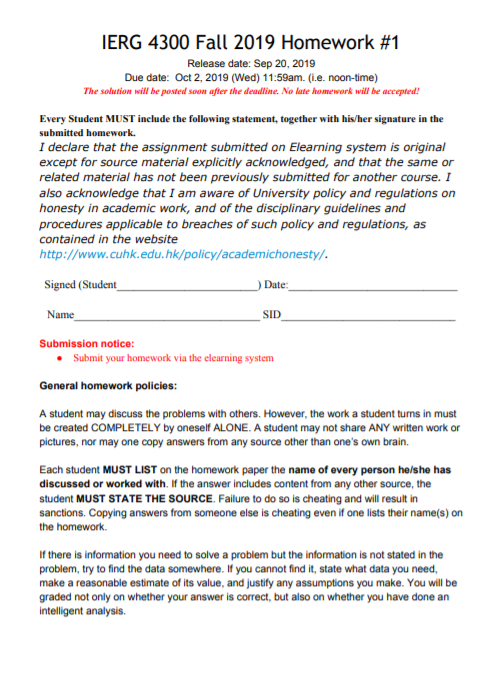 IERG 4300 Fall 2019 Homework #1
Release date: Sep 20, 2019
Due date:  Oct 2, 2019 (Wed) 11:59am. (i.e. noon-time)
The solution will be posted soon after the deadline. No late homework will be accepted!
Every Student MUST include the following statement, together with his/her signature in the
submitted homework.
I declare that the assignment submitted on Elearning system is original
except for source material explicitly acknowledged, and that the same or
related material has not been previously submitted for another course. I
also acknowledge that I am aware of University policy and regulations on
honesty in academic work, and of the disciplinary guidelines and
procedures applicable to breaches of such policy and regulations, as
contained in the website
http://www.cuhk.edu.hk/policy/academichonesty/.
Signed (Student_________________________) Date:______________________________
Name_________________________________ SID_______________________________
Submission notice:
● Submit your homework via the elearning system
General homework policies:
A student may discuss the problems with others. However, the work a student turns in must
be created COMPLETELY by oneself ALONE. A student may not share ANY written work or
pictures, nor may one copy answers from any source other than one's own brain.
Each student MUST LIST on the homework paper the name of every person he/she has
discussed or worked with. If the answer includes content from any other source, the
student MUST STATE THE SOURCE. Failure to do so is cheating and will result in
sanctions. Copying answers from someone else is cheating even if one lists their name(s) on
the homework.
If there is information you need to solve a problem but the information is not stated in the
problem, try to find the data somewhere. If you cannot find it, state what data you need,
make a reasonable estimate of its value, and justify any assumptions you make. You will be
graded not only on whether your answer is correct, but also on whether you have done an
intelligent analysis.